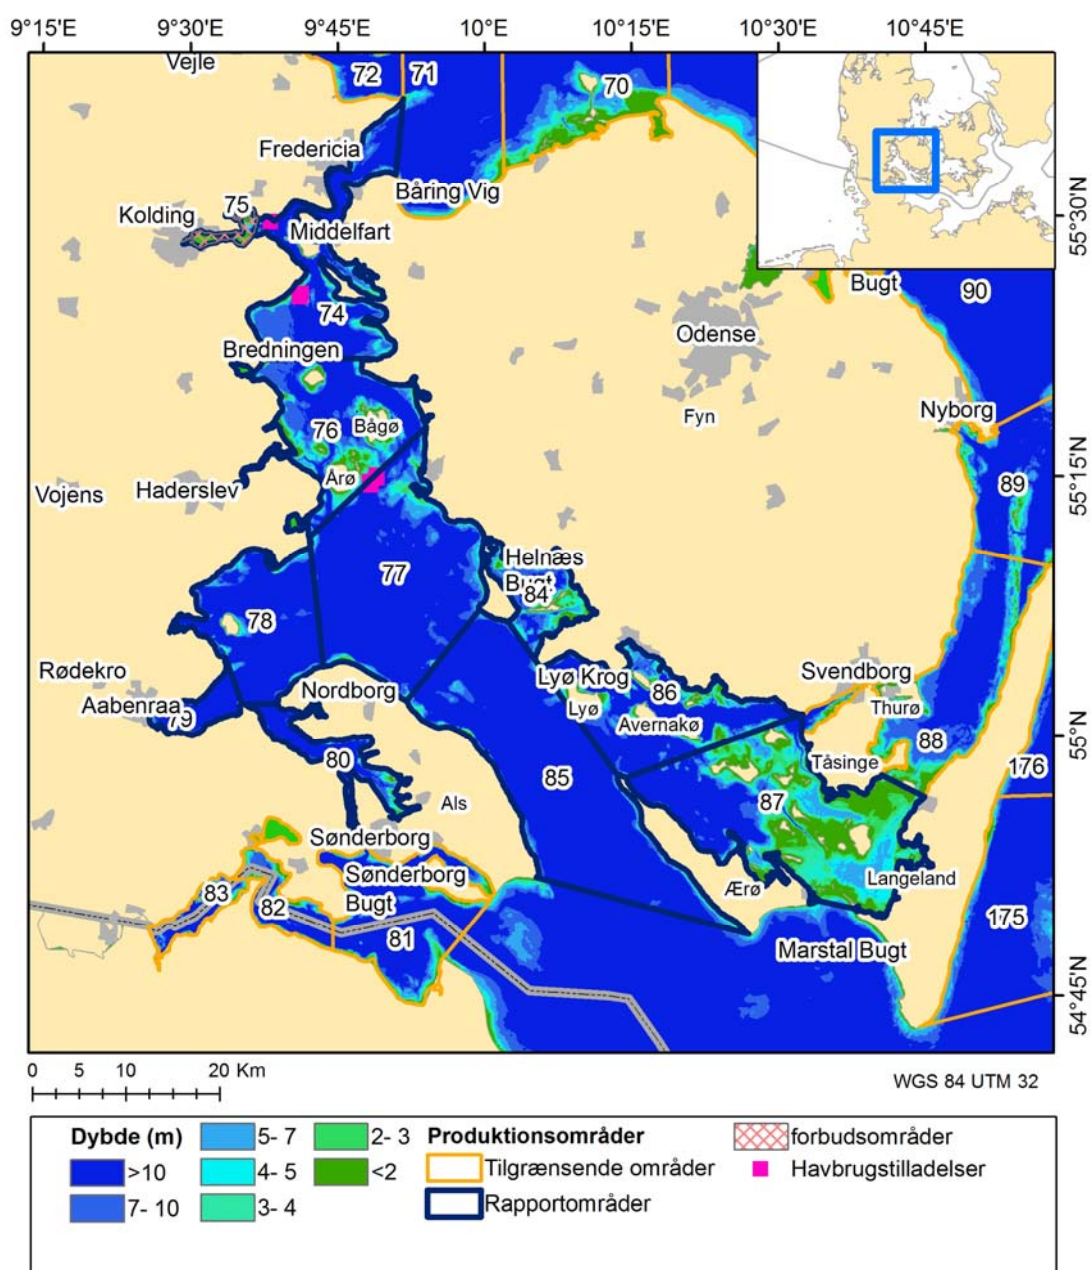 9°15'E 9°30'E 9°45'E 10°0'E 10°15'E 10°30'E 10°45'E
Vejle
72
71
70
Fredericia
Båring Vig
Kolding
75
Middelfart
55°30'N
Bugt
90
74
Odense
Bredningen
Fyn
Nyborg
76
Bågø
Årø
Vojens
Haderslev
55°15'N
89
Helnæs
Bugt
84
77
78
Rødekro
Nordborg
Lyø Krog
86
Svendborg
Aabenraa
79
Lyø
Avernakø
Thurø
55°0'N
88
80
Tåsinge
176
85
Als
87
Sønderborg
Sønderborg
Bugt
Ærø
Langeland
83
82
81
Marstal Bugt
175
54°45'N
0 5 10 20 Km
WGS 84 UTM 32
Dybde (m)
>10
7- 10
5- 7
4- 5
3- 4
2- 3
<2
Produktionsområder
Tilgrænsende områder
Rapportområder
forbudsområder
Havbrugstilladelser